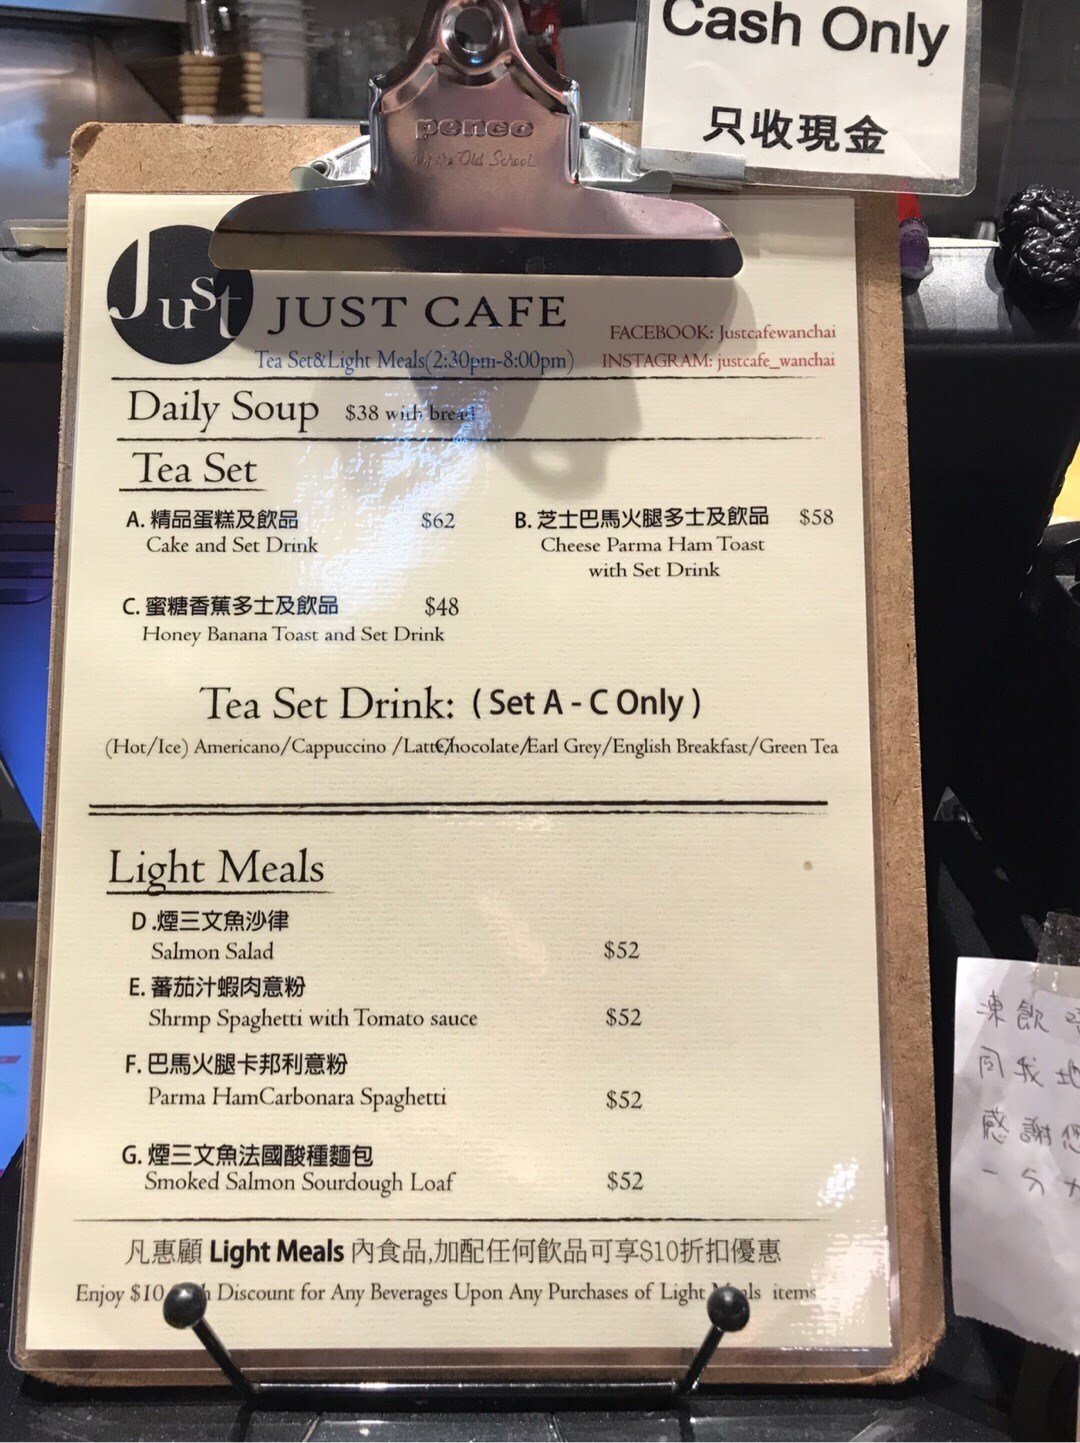 Cash Only
只收現金
penco
Old School
Just
JUST CAFE
FACEBOOK: Justcafewanchai
Tea Set&Light Meals(2:30pm-8:00pm)
INSTAGRAM: justcafe_wanchai
Daily Soup $38 with bread
Tea Set
A. 精品蛋糕及飲品 $62
Cake and Set Drink
B. 芝士巴馬火腿多士及飲品 $58
Cheese Parma Ham Toast
with Set Drink
C. 蜜糖香蕉多士及飲品 $48
Honey Banana Toast and Set Drink
Tea Set Drink: ( Set A - C Only )
(Hot/Ice) Americano/Cappuccino /Latte/Chocolate/Earl Grey/English Breakfast/Green Tea
Light Meals
D .煙三文魚沙律
Salmon Salad $52
E. 蕃茄汁蝦肉意粉
Shrmp Spaghetti with Tomato sauce $52
F. 巴馬火腿卡邦利意粉
Parma HamCarbonara Spaghetti $52
G. 煙三文魚法國酸種麵包
Smoked Salmon Sourdough Loaf $52
凡惠顧 Light Meals 內食品,加配任何飲品可享$10折扣優惠
Enjoy $10 Discount for Any Beverages Upon Any Purchases of Light Meals items
凍飲
同我地
感謝您
一分